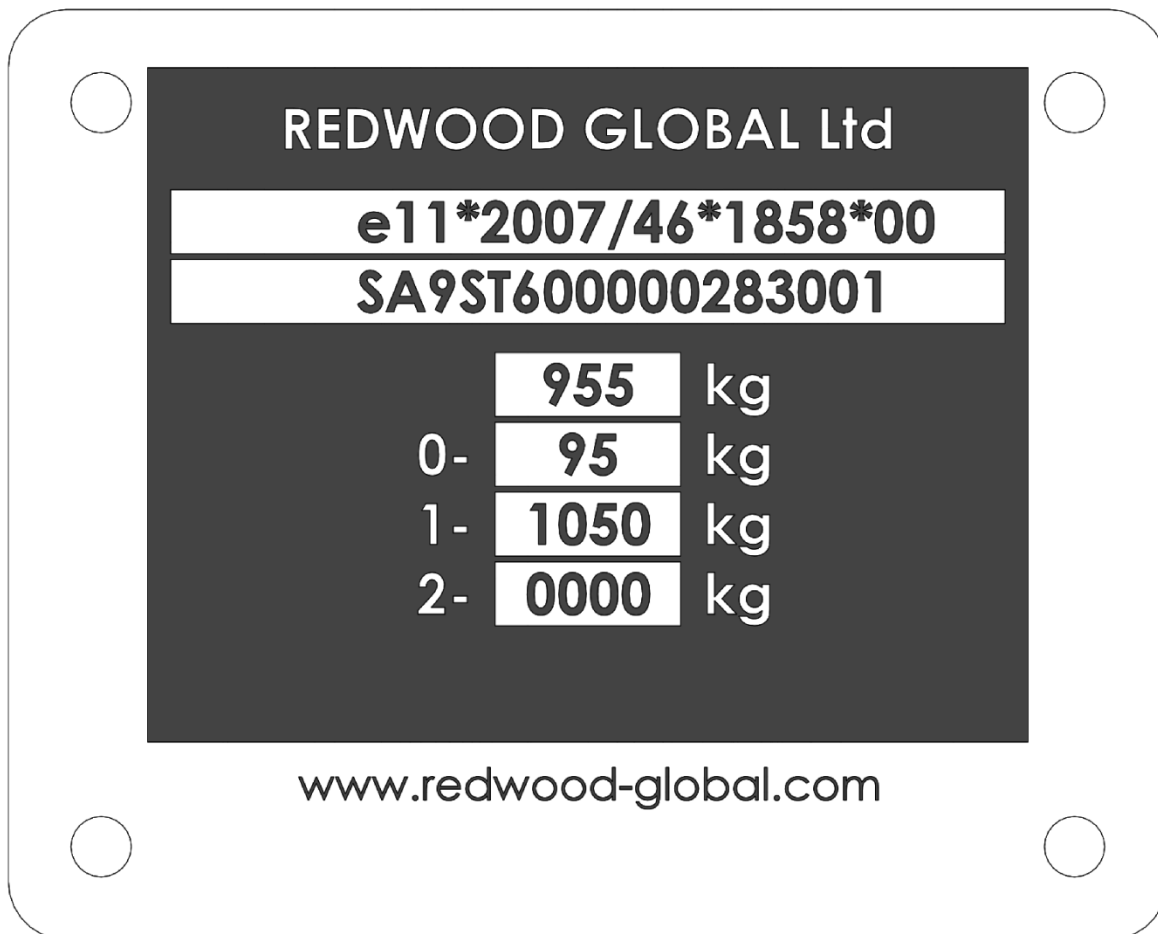 REDWOOD GLOBAL Ltd
e11*2007/46*1858*00
SA9ST600000283001
955 kg
0- 95 kg
1- 1050 kg
2- 0000 kg
www.redwood-global.com